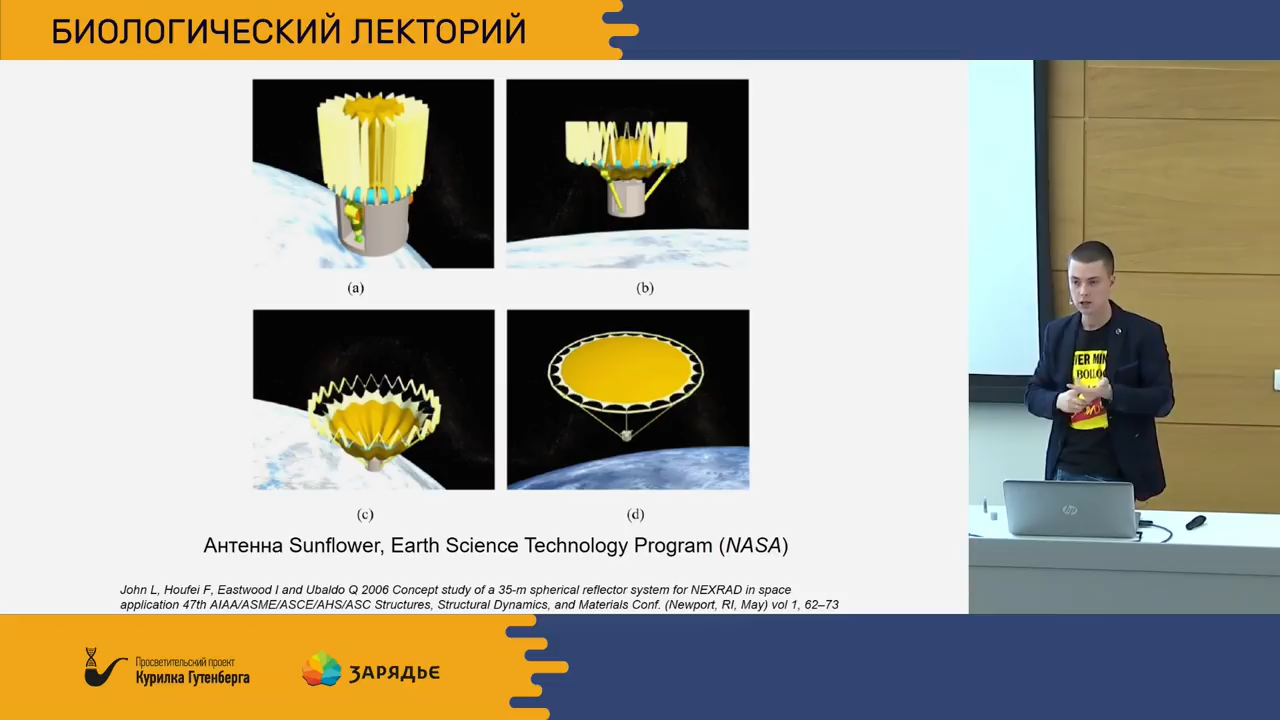 БИОЛОГИЧЕСКИЙ ЛЕКТОРИЙ
(a)
(b)
(c)
(d)
Антенна Sunflower, Earth Science Technology Program (NASA)
John L, Houfei F, Eastwood I and Ubaldo Q 2006 Concept study of a 35-m spherical reflector system for NEXRAD in space
application 47th AIAA/ASME/ASCE/AHS/ASC Structures, Structural Dynamics, and Materials Conf. (Newport, RI, May) vol 1, 62–73
hp
Просветительский проект
Курилка Гутенберга
ЗАРЯДЬЕ